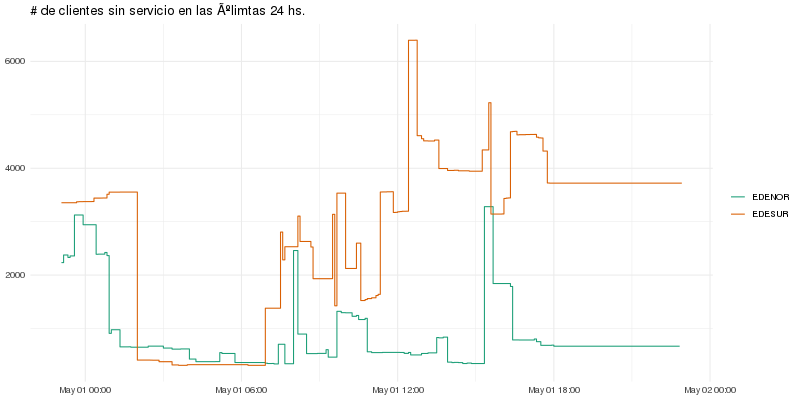 # de clientes sin servicio en las Ãºlimtas 24 hs.
6000
4000
2000
EDENOR
EDESUR
May 01 00:00
May 01 06:00
May 01 12:00
May 01 18:00
May 02 00:00